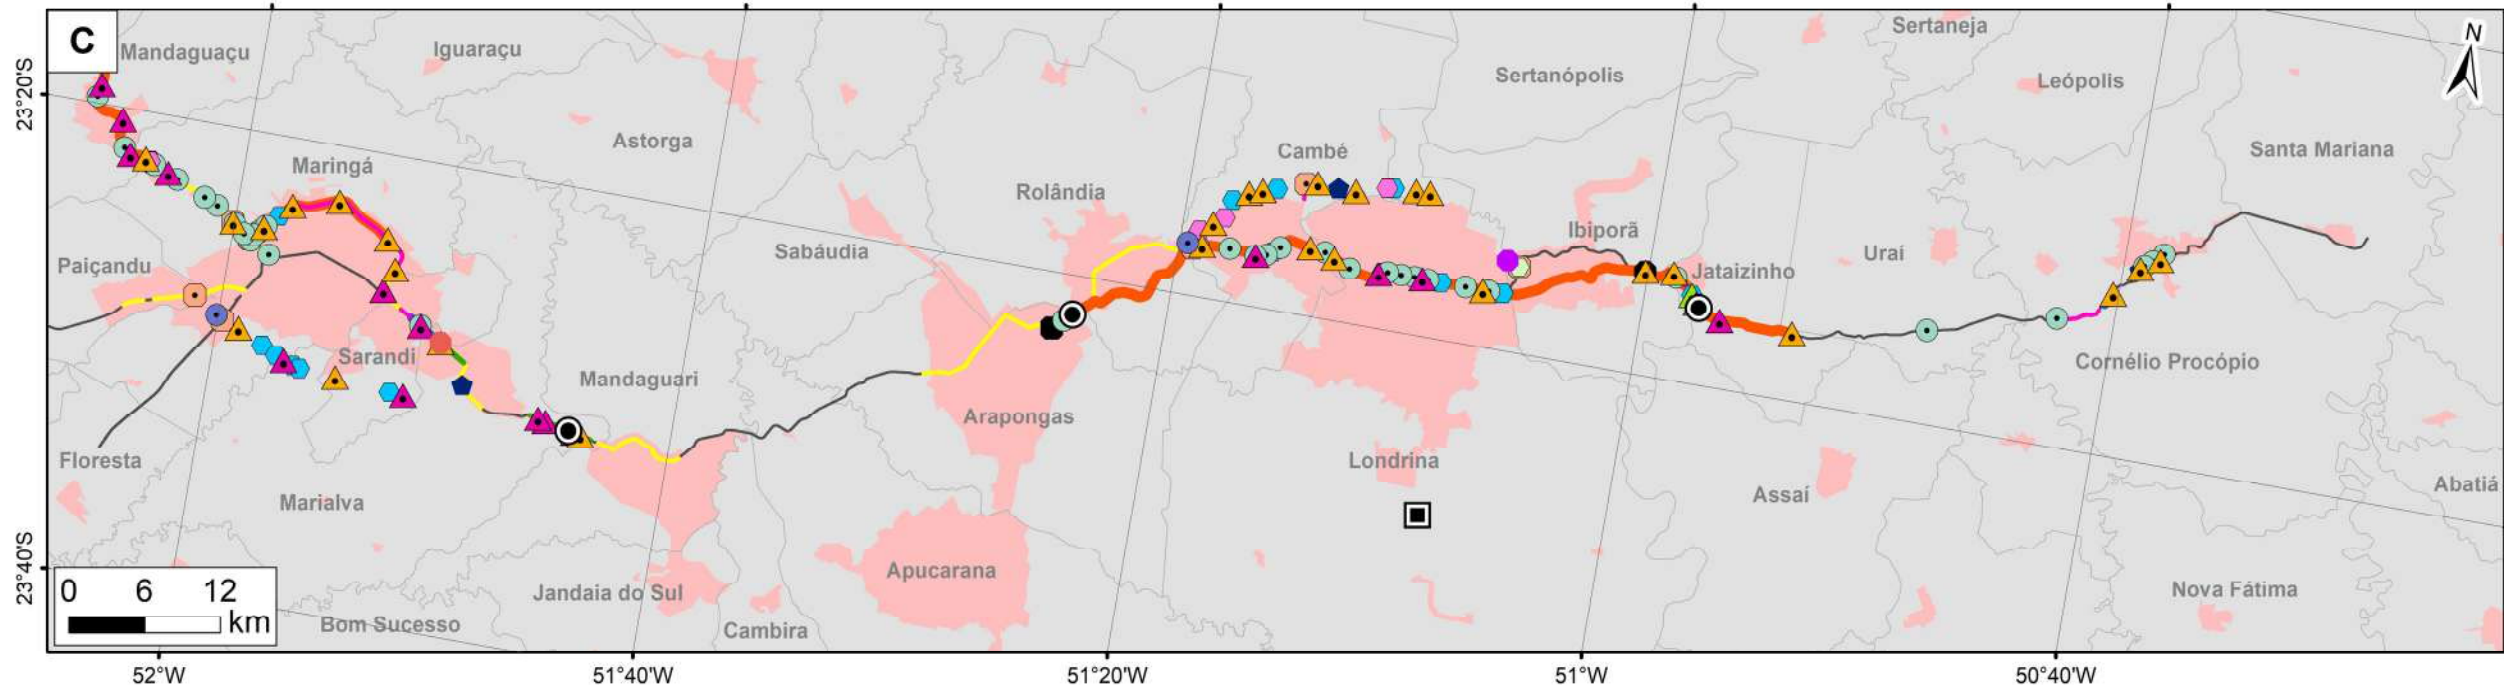 C
Mandaguaçu
Iguaraçu
Sertaneja
N
Leópolis
Sertanópolis
23°20'S
Astorga
Cambé
Santa Mariana
Maringá
Rolândia
Ibiporã
Sabáudia
Uraí
Paiçandu
Jataizinho
Sarandi
Mandaguari
Cornélio Procópio
Arapongas
Floresta
Londrina
Abatiá
Marialva
Assaí
23°40'S
Apucarana
0 6 12
km
Jandaia do Sul
Nova Fátima
Bom Sucesso
Cambira
52°W
51°40'W
51°20'W
51°W
50°40'W